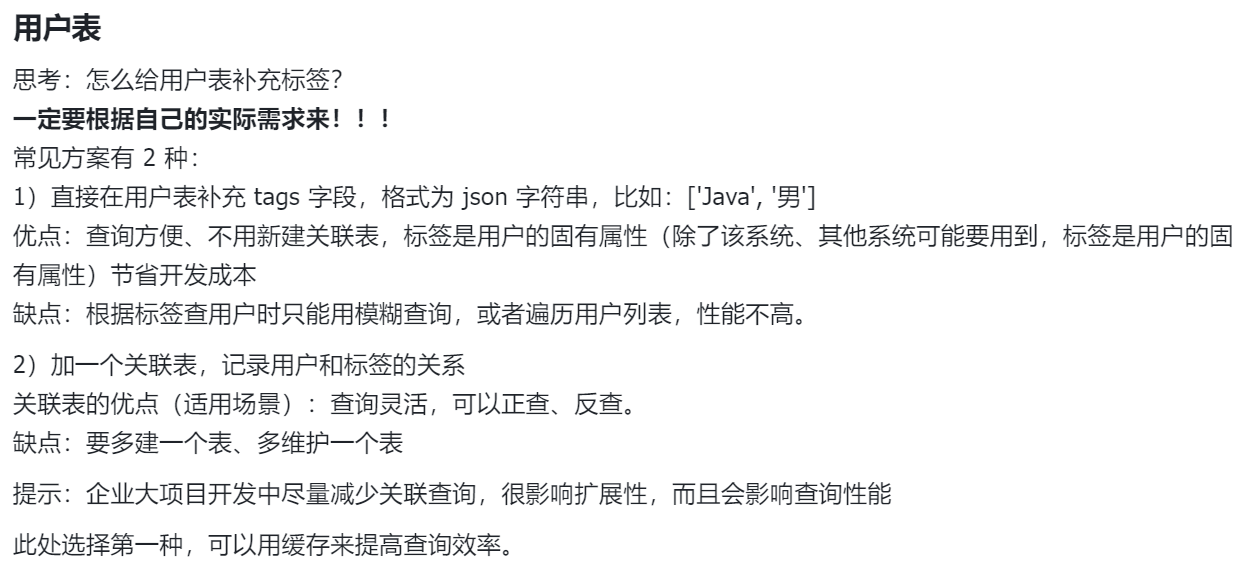 用户表
思考：怎么给用户表补充标签？
一定要根据自己的实际需求来！！！
常见方案有 2 种：
1）直接在用户表补充 tags 字段，格式为 json 字符串，比如：['Java', '男']
优点：查询方便、不用新建关联表，标签是用户的固有属性（除了该系统、其他系统可能要用到，标签是用户的固
有属性）节省开发成本
缺点：根据标签查用户时只能用模糊查询，或者遍历用户列表，性能不高。
2）加一个关联表，记录用户和标签的关系
关联表的优点（适用场景）：查询灵活，可以正查、反查。
缺点：要多建一个表、多维护一个表
提示：企业大项目开发中尽量减少关联查询，很影响扩展性，而且会影响查询性能
此处选择第一种，可以用缓存来提高查询效率。